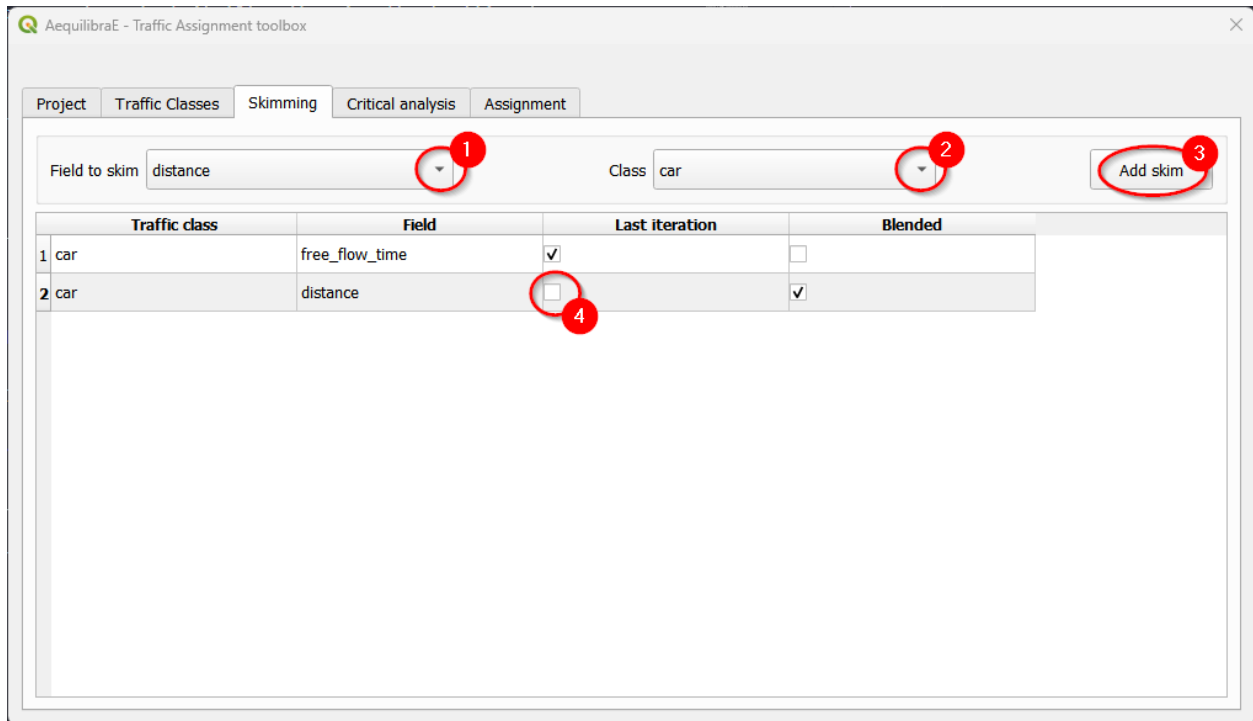 AequilibraE - Traffic Assignment toolbox
Project Traffic Classes Skimming Critical analysis Assignment
Field to skim distance 1 Class car 2 Add skim 3
Traffic class Field Last iteration Blended
1 car free_flow_time
2 car distance
4